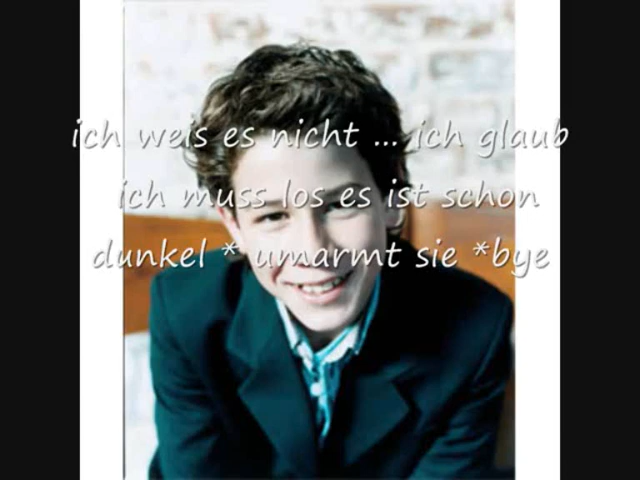 ich weis es nicht ... ich glaub
ich muss los es ist schon
dunkel * umarmt sie *bye